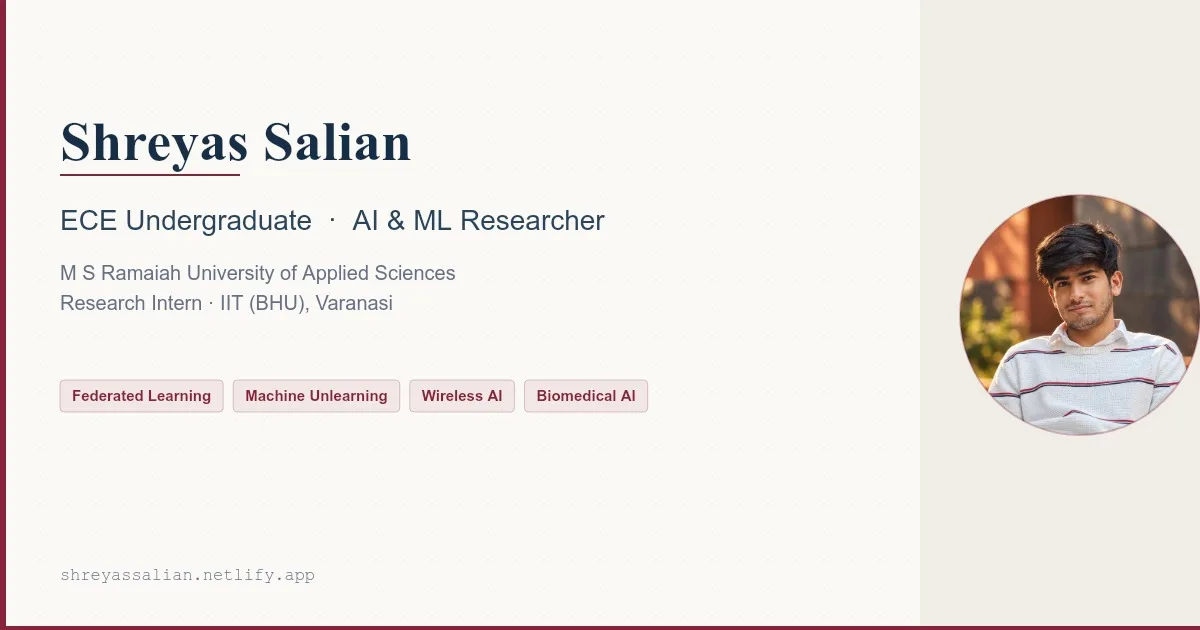 Shreyas Salian
ECE Undergraduate · AI & ML Researcher
M S Ramaiah University of Applied Sciences
Research Intern · IIT (BHU), Varanasi
Federated Learning Machine Unlearning Wireless AI Biomedical AI
shreyassalian.netlify.app